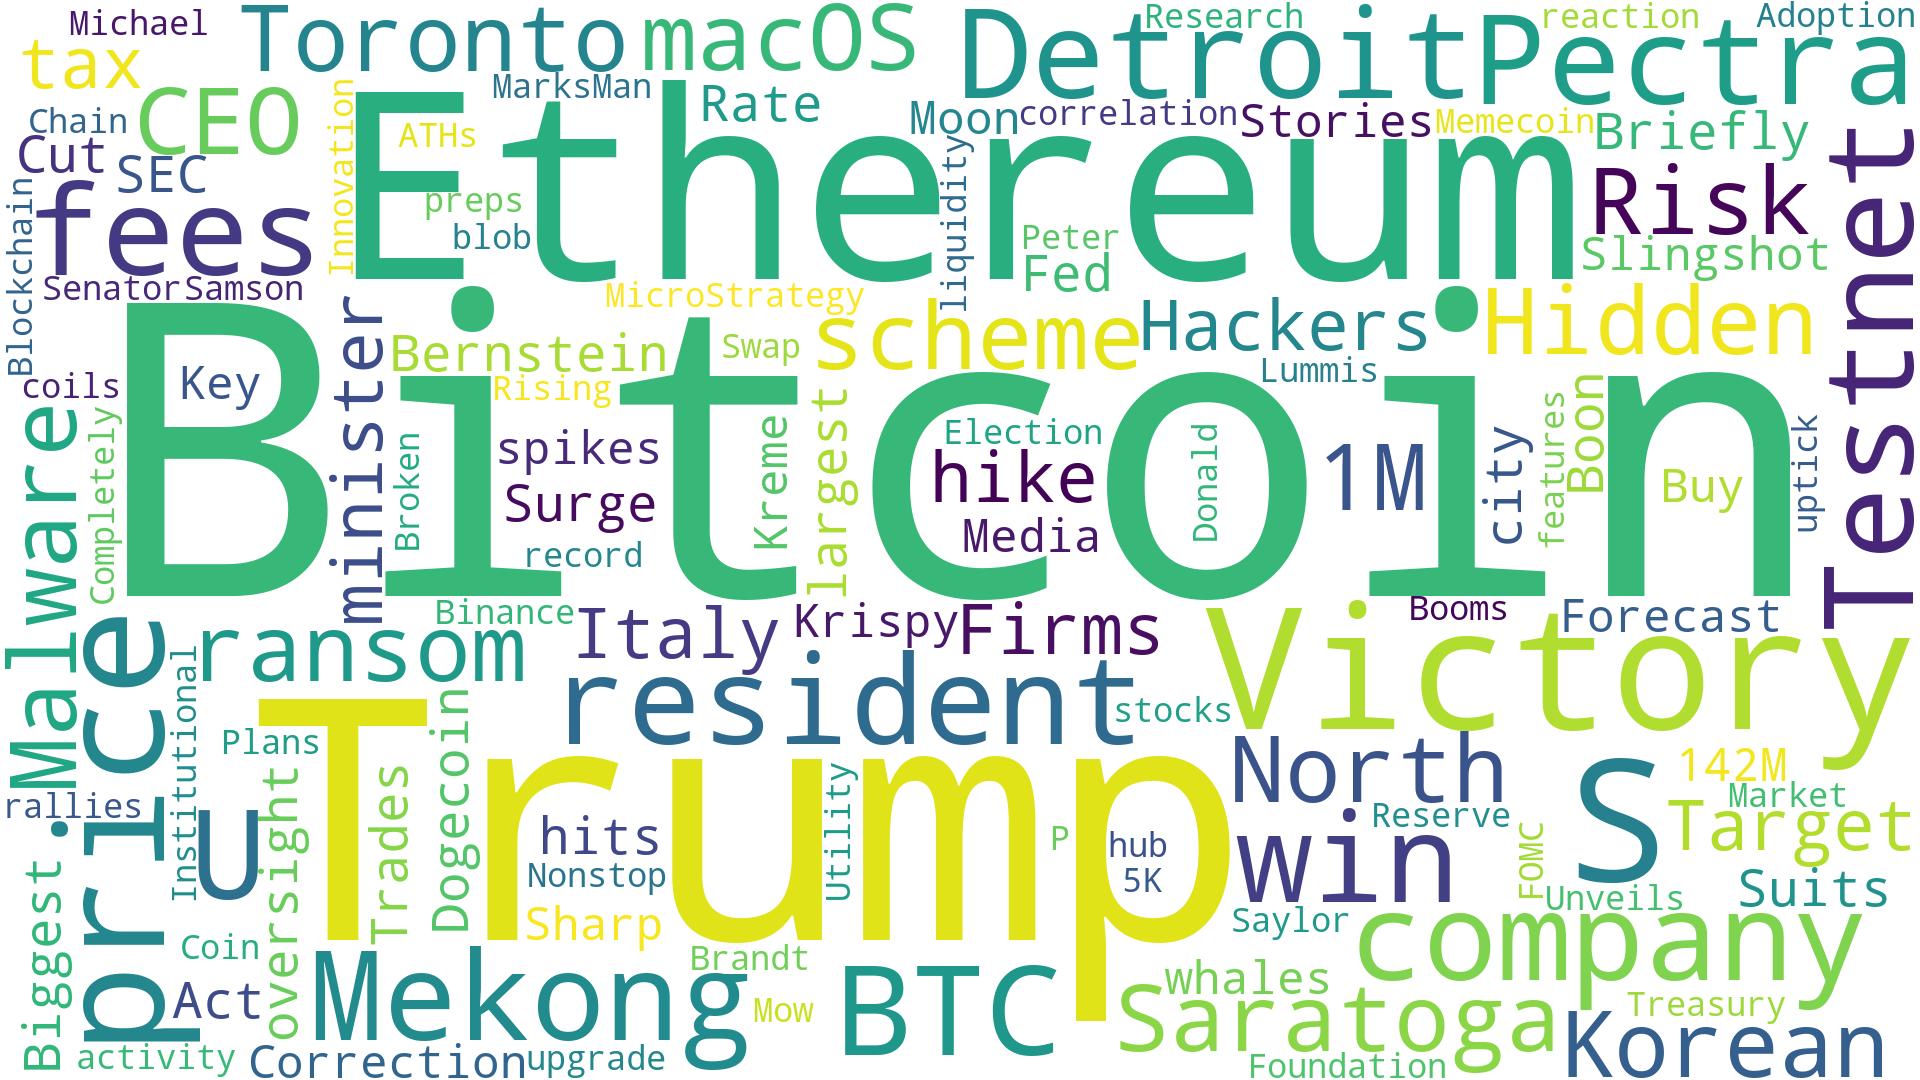 Michael
Toronto
macOS
Detroit
Research
Pectra
reaction
Adoption
tax
CEO
MarksMan
Rate
Moon
correlation
Stories
Memecoin
Briefly
Chain
Cut
SEC
Innovation
ATHs
Ethereum
preps
blob
liquidity
Peter
Fed
Risk
Slingshot
Testnet
fees
Blockchain
Senator
Samson
minister
MicroStrategy
Bernstein
Swap
scheme
Hackers
Hidden
Lummis
coils
Key
Rising
Bitcoin
Malware
Completely
Broken
spikes
Surge
record
Kreme
largest
Election
hike
Media
Donald
1M
city
features
Boon
Buy
uptick
Binance
Italy
Krispy
Firms
Booms
Forecast
price
ransom
resident
stocks
Victory
Institutional
Plans
Dogecoin
Trump
North
142M
Market
Target
rallies
U
oversight
Trades
hits
Nonstop
Sharp
Utility
P
hub
5K
win
Reserve
FOMC
S
Unveils
Suits
Saylor
company
Biggest
Coin
Act
Mekong
Brandt
Mow
BTC
whales
Saratoga
Treasury
Korean
activity
Correction
upgrade
Foundation